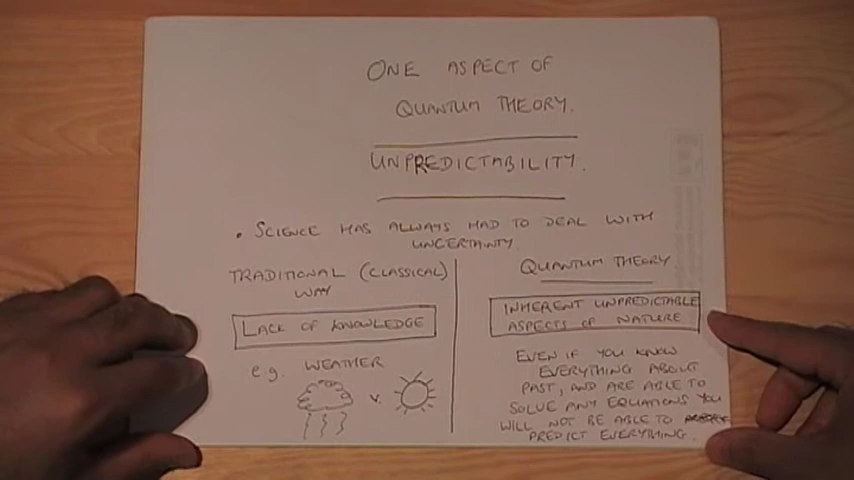 ONE ASPECT OF
QUANTUM THEORY.
UNPREDICTABILITY.
• SCIENCE HAS ALWAYS HAD TO DEAL WITH
UNCERTAINTY.
TRADITIONAL (CLASSICAL)
WAY
LACK OF KNOWLEDGE
e.g. WEATHER
v.
QUANTUM THEORY
INHERENT UNPREDICTABLE
ASPECTS OF NATURE
EVEN IF YOU KNOW
EVERYTHING ABOUT
PAST, AND ARE ABLE TO
SOLVE ANY EQUATIONS YOU
WILL NOT BE ABLE TO
PREDICT EVERYTHING.